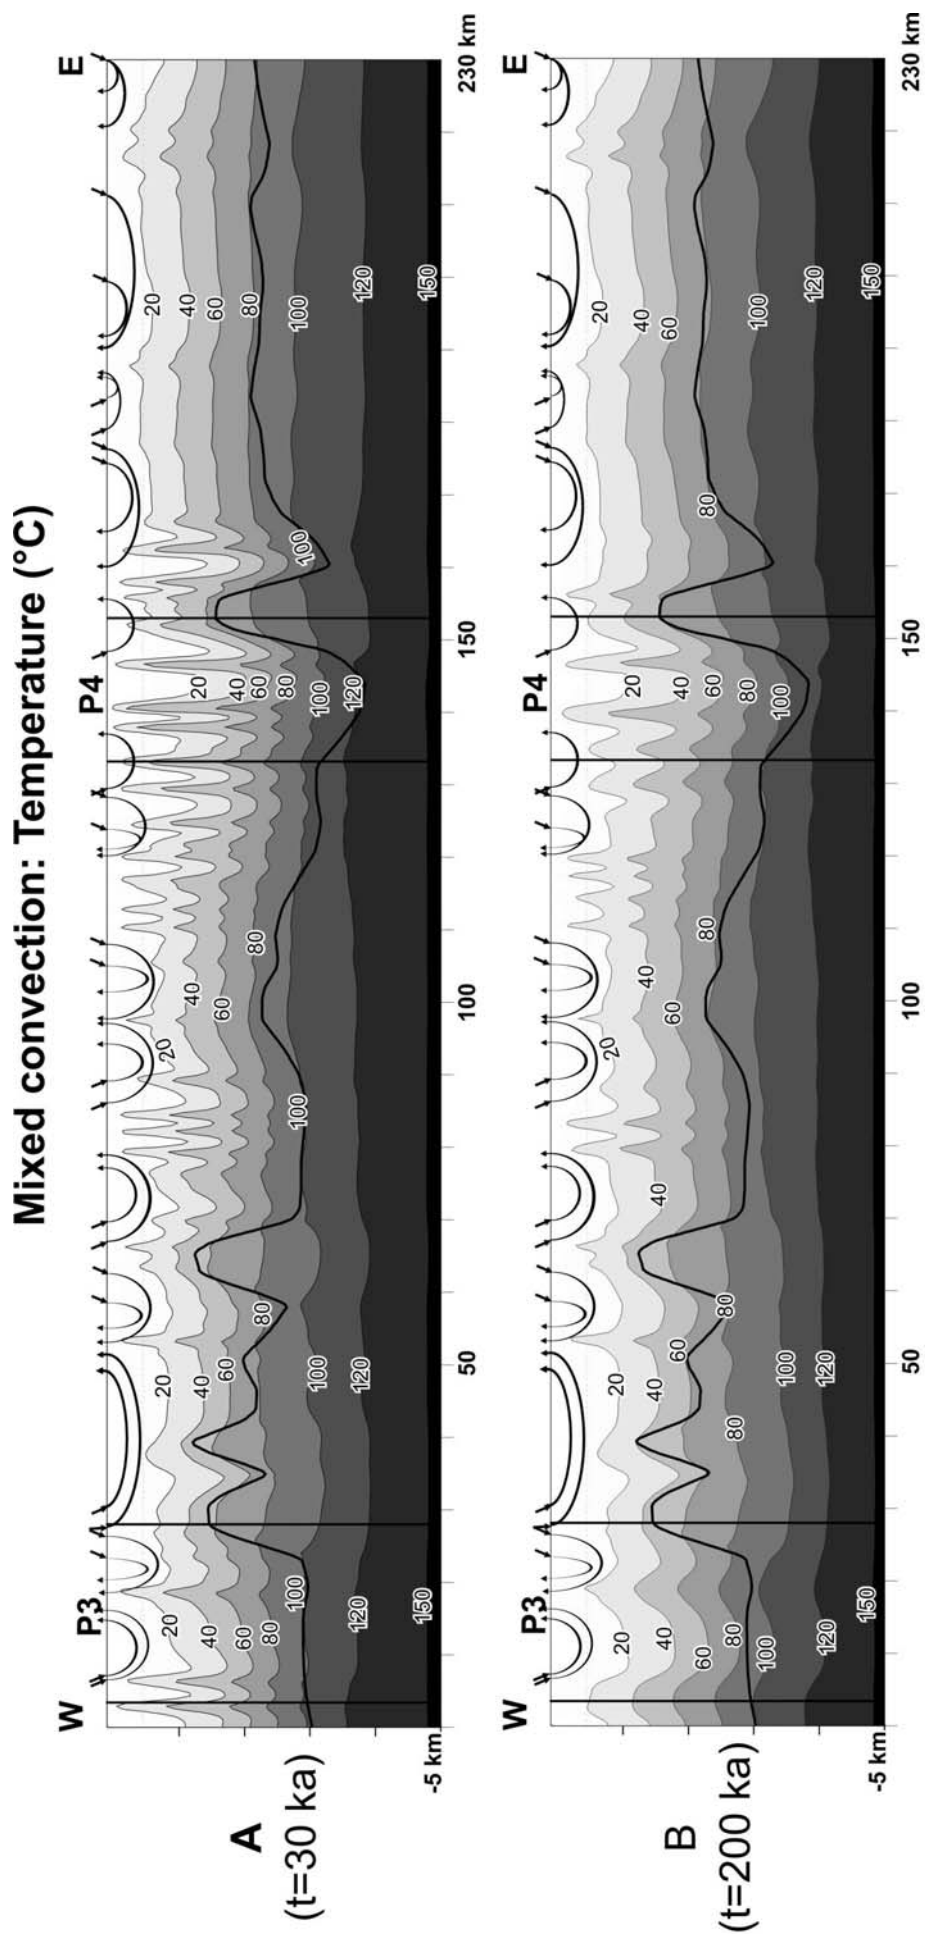 Mixed convection: Temperature (°C)
W P3 P4 E
A
(t=30 ka)
20 20 20 20 20
40 40 40 40 40
60 60 60 60 60
80 80 80 80 80
100 100 100 100 100 100
120 120 120 120
150 150
-5 km
50 100 150 230 km
W P3 P4 E
B
(t=200 ka)
20 20 20 20 20
40 40 40 40 40 40
60 60 60 60 60
80 80 80 80 80 80
100 100 100 100
120 120 120
150 150
-5 km
50 100 150 230 km